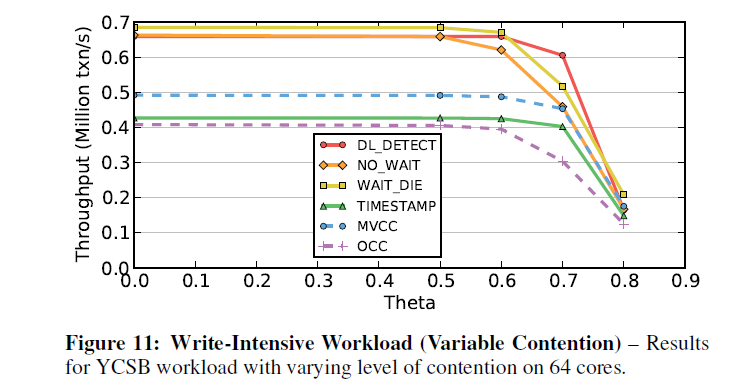 0.7
0.6
0.5
0.4
0.3
0.2
0.1
0.0
Throughput (Million txn/s)
DL_DETECT
NO_WAIT
WAIT_DIE
TIMESTAMP
MVCC
OCC
0.0 0.1 0.2 0.3 0.4 0.5 0.6 0.7 0.8 0.9
Theta
Figure 11: Write-Intensive Workload (Variable Contention) – Results
for YCSB workload with varying level of contention on 64 cores.